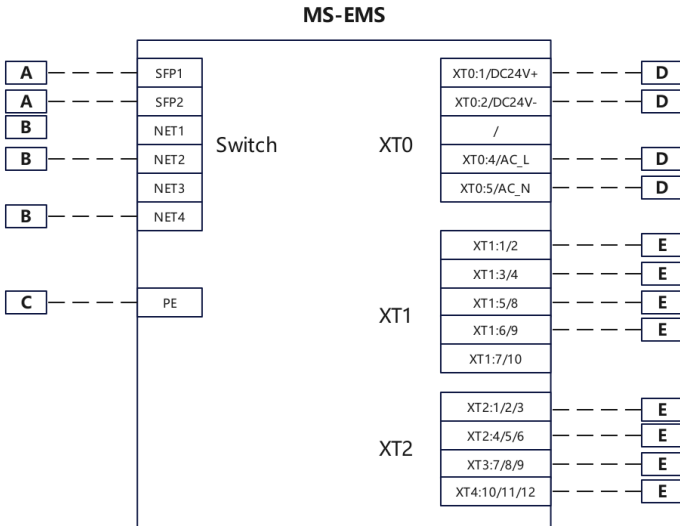 MS-EMS
A
SFP1
A
SFP2
B
NET1
B
NET2
NET3
B
NET4
Switch
C
PE
XT0
XT0:1/DC24V+
D
XT0:2/DC24V-
D
/
XT0:4/AC_L
D
XT0:5/AC_N
D
XT1
XT1:1/2
E
XT1:3/4
E
XT1:5/8
E
XT1:6/9
E
XT1:7/10
XT2
XT2:1/2/3
E
XT2:4/5/6
E
XT3:7/8/9
E
XT4:10/11/12
E